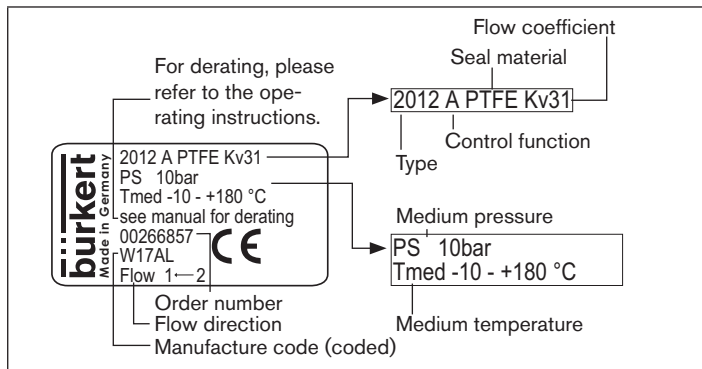 Flow coefficient
Seal material
For derating, please
refer to the ope-
rating instructions.
2012 A PTFE Kv31
Control function
Type
bürkert
Made in Germany
2012 A PTFE Kv31
PS 10bar
Tmed -10 - +180 °C
see manual for derating
00266857
W17AL
Flow 1←2
CE
Medium pressure
PS 10bar
Tmed -10 - +180 °C
Medium temperature
Order number
Flow direction
Manufacture code (coded)